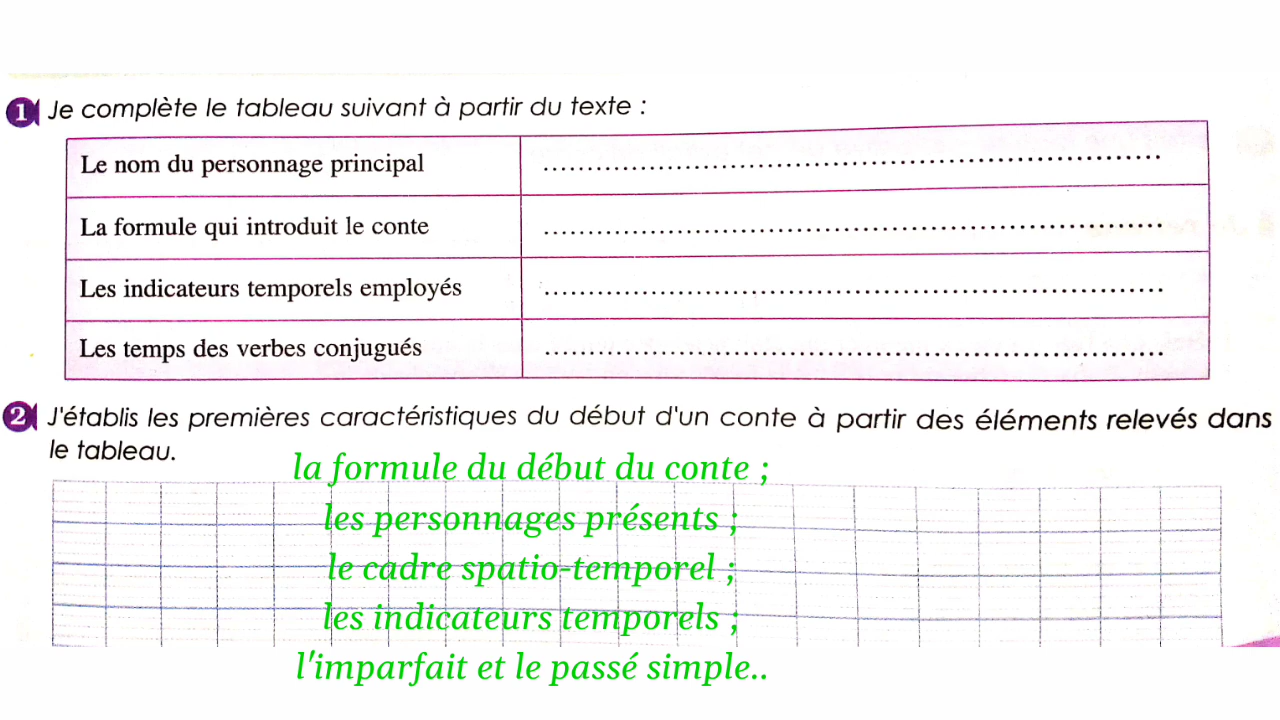 1 Je complète le tableau suivant à partir du texte :
Le nom du personnage principal ................................................................
La formule qui introduit le conte ................................................................
Les indicateurs temporels employés ................................................................
Les temps des verbes conjugués ................................................................
2 J'établis les premières caractéristiques du début d'un conte à partir des éléments relevés dans
le tableau.
la formule du début du conte ;
les personnages présents ;
le cadre spatio-temporel ;
les indicateurs temporels ;
l'imparfait et le passé simple..